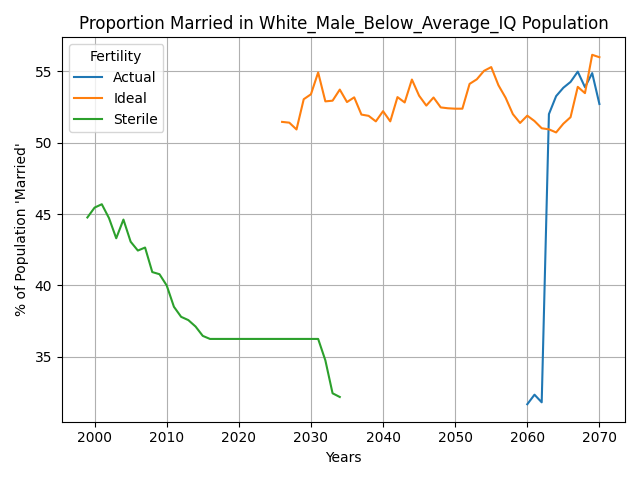 Proportion Married in White_Male_Below_Average_IQ Population
Fertility
Actual
Ideal
Sterile
% of Population 'Married'
55
50
45
40
35
2000 2010 2020 2030 2040 2050 2060 2070
Years